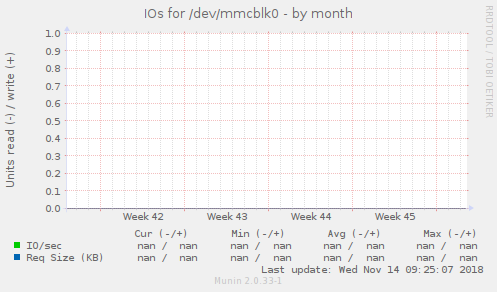 IOs for /dev/mmcblk0 - by month
RRDTOOL / TOBI OETIKER
Units read (-) / write (+)
1.0
0.9
0.8
0.7
0.6
0.5
0.4
0.3
0.2
0.1
0.0
Week 42 Week 43 Week 44 Week 45
Cur (-/+) Min (-/+) Avg (-/+) Max (-/+)
IO/sec nan / nan nan / nan nan / nan nan / nan
Req Size (KB) nan / nan nan / nan nan / nan nan / nan
Last update: Wed Nov 14 09:25:07 2018
Munin 2.0.33-1